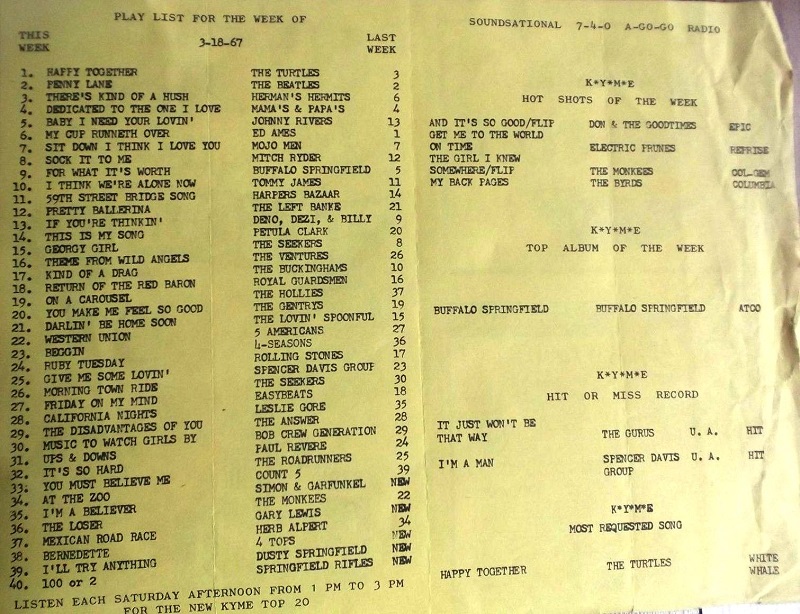 PLAY LIST FOR THE WEEK OF
THIS WEEK 3-18-67 LAST WEEK
1. HAPPY TOGETHER THE TURTLES 3
2. PENNY LANE THE BEATLES 2
3. THERE'S KIND OF A HUSH HERMAN'S HERMITS 6
4. DEDICATED TO THE ONE I LOVE MAMA'S & PAPA'S 4
5. BABY I NEED YOUR LOVIN' JOHNNY RIVERS 13
6. MY CUP RUNNETH OVER ED AMES 1
7. SIT DOWN I THINK I LOVE YOU MOJO MEN 7
8. SOCK IT TO ME MITCH RYDER 12
9. FOR WHAT IT'S WORTH BUFFALO SPRINGFIELD 5
10. I THINK WE'RE ALONE NOW TOMMY JAMES 11
11. 59TH STREET BRIDGE SONG HARPERS BAZAAR 14
12. PRETTY BALLERINA THE LEFT BANKE 21
13. IF YOU'RE THINKIN' DENO, DEZI, & BILLY 9
14. THIS IS MY SONG PETULA CLARK 20
15. GEORGY GIRL THE SEEKERS 8
16. THEME FROM WILD ANGELS THE VENTURES 26
17. KIND OF A DRAG THE BUCKINGHAMS 10
18. RETURN OF THE RED BARON ROYAL GUARDSMEN 16
19. ON A CAROUSEL THE HOLLIES 37
20. YOU MAKE ME FEEL SO GOOD THE GENTRYS 19
21. DARLIN' BE HOME SOON THE LOVIN' SPOONFUL 15
22. WESTERN UNION 5 AMERICANS 27
23. BEGGIN 4-SEASONS 36
24. RUBY TUESDAY ROLLING STONES 17
25. GIVE ME SOME LOVIN' SPENCER DAVIS GROUP 23
26. MORNING TOWN RIDE THE SEEKERS 30
27. FRIDAY ON MY MIND EASYBEATS 18
28. CALIFORNIA NIGHTS LESLIE GORE 35
29. THE DISADVANTAGES OF YOU THE ANSWER 28
30. MUSIC TO WATCH GIRLS BY BOB CREW GENERATION 29
31. UPS & DOWNS PAUL REVERE 24
32. IT'S SO HARD THE ROADRUNNERS 25
33. YOU MUST BELIEVE ME COUNT 5 39
34. AT THE ZOO SIMON & GARFUNKEL NEW
35. I'M A BELIEVER THE MONKEES 22
36. THE LOSER GARY LEWIS NEW
37. MEXICAN ROAD RACE HERB ALPERT 34
38. BERNEDETTE 4 TOPS NEW
39. I'LL TRY ANYTHING DUSTY SPRINGFIELD NEW
40. 100 or 2 SPRINGFIELD RIFLES NEW
LISTEN EACH SATURDAY AFTERNOON FROM 1 PM TO 3 PM
FOR THE NEW KYME TOP 20
SOUNDSATIONAL 7-4-0 A-GO-GO RADIO
K*Y*M*E
HOT SHOTS OF THE WEEK
AND IT'S SO GOOD/FLIP DON & THE GOODTIMES EPIC
GET ME TO THE WORLD
ON TIME ELECTRIC PRUNES REPRISE
THE GIRL I KNEW
SOMEWHERE/FLIP THE MONKEES COL-GEM
MY BACK PAGES THE BYRDS COLUMBIA
K*Y*M*E
TOP ALBUM OF THE WEEK
BUFFALO SPRINGFIELD BUFFALO SPRINGFIELD ATCO
K*Y*M*E
HIT OR MISS RECORD
IT JUST WON'T BE
THAT WAY THE GURUS U. A. HIT
I'M A MAN SPENCER DAVIS U. A. HIT
GROUP
K*Y*M*E
MOST REQUESTED SONG
HAPPY TOGETHER THE TURTLES WHITE
WHALE